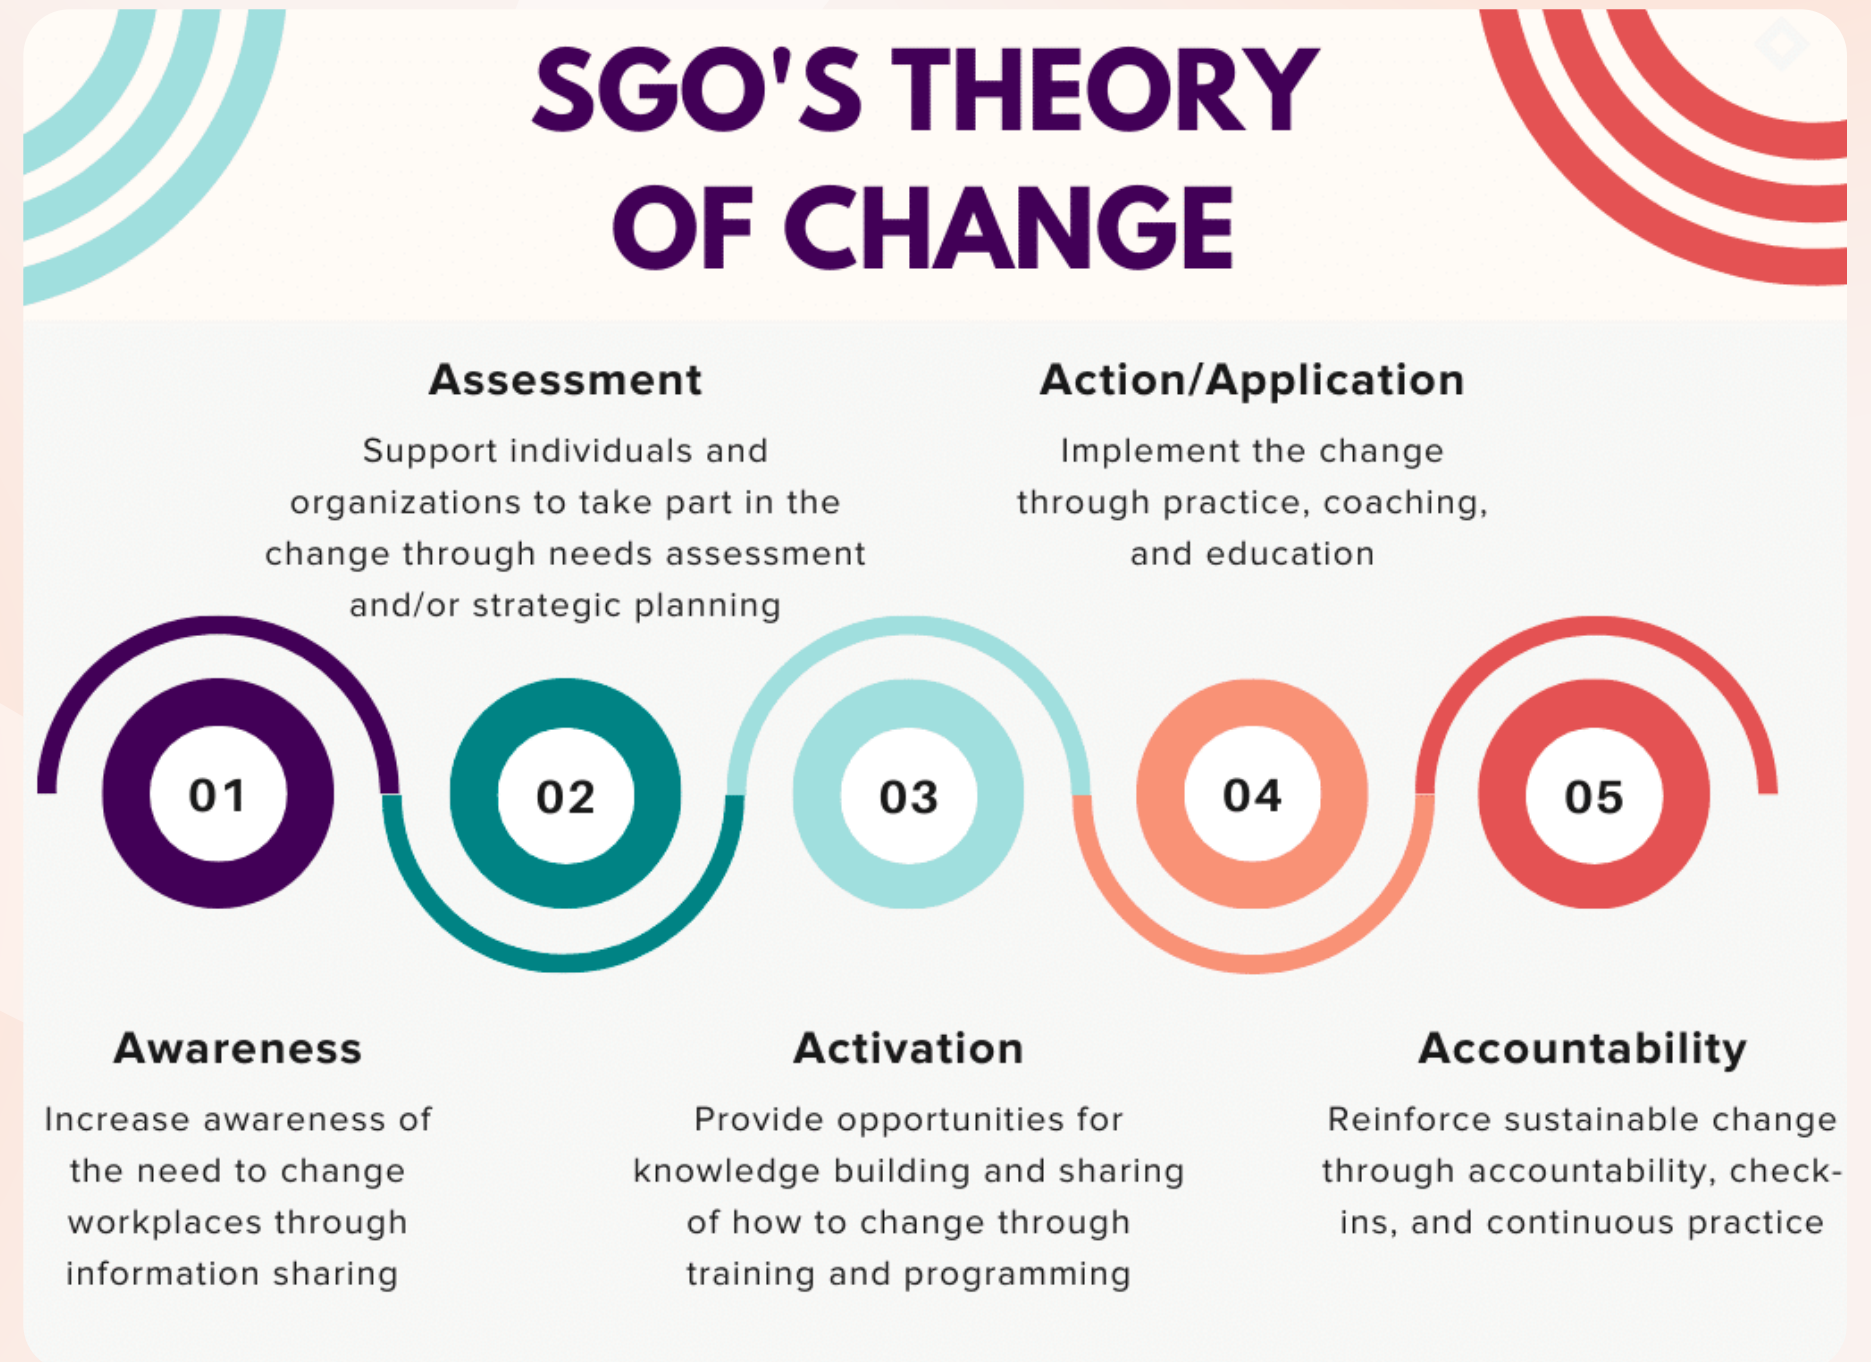 SGO'S THEORY
OF CHANGE
Assessment
Support individuals and
organizations to take part in the
change through needs assessment
and/or strategic planning
Action/Application
Implement the change
through practice, coaching,
and education
01
02
03
04
05
Awareness
Increase awareness of
the need to change
workplaces through
information sharing
Activation
Provide opportunities for
knowledge building and sharing
of how to change through
training and programming
Accountability
Reinforce sustainable change
through accountability, check-
ins, and continuous practice